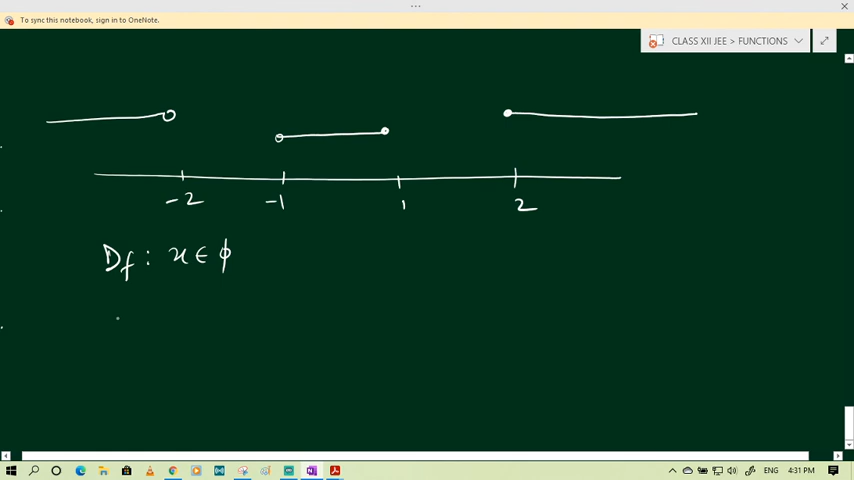 To sync this notebook, sign in to OneNote.
CLASS XII JEE > FUNCTIONS
-2 -1 1 2
Df : x ∈ ϕ
ENG 4:31 PM